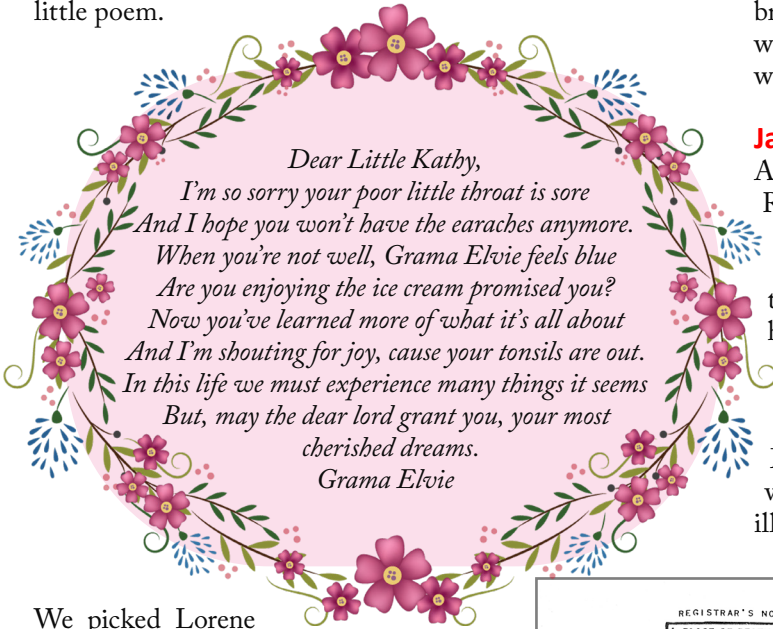 little poem.
Dear Little Kathy,
I'm so sorry your poor little throat is sore
And I hope you won't have the earaches anymore.
When you're not well, Grama Elvie feels blue
Are you enjoying the ice cream promised you?
Now you've learned more of what it's all about
And I'm shouting for joy, cause your tonsils are out.
In this life we must experience many things it seems
But, may the dear lord grant you, your most
cherished dreams.
Grama Elvie
We picked Lorene
REGISTRAR'S